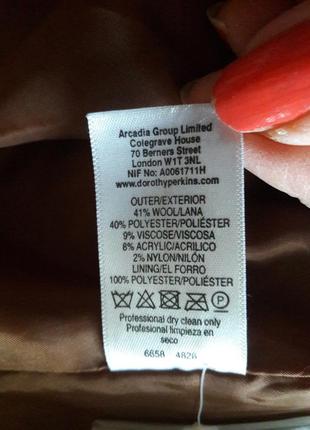 Arcadia Group Limited
Colegrave House
70 Berners Street
London W1T 3NL
NIF No: A0061711H
www.dorothyperkins.com
OUTER/EXTERIOR
41% WOOL/LANA
40% POLYESTER/POLIÉSTER
9% VISCOSE/VISCOSA
8% ACRYLIC/ACRILICO
2% NYLON/NILÓN
LINING/EL FORRO
100% POLYESTER/POLIÉSTER
P
Professional dry clean only
Profesional limpieza en
seco
6658 4828